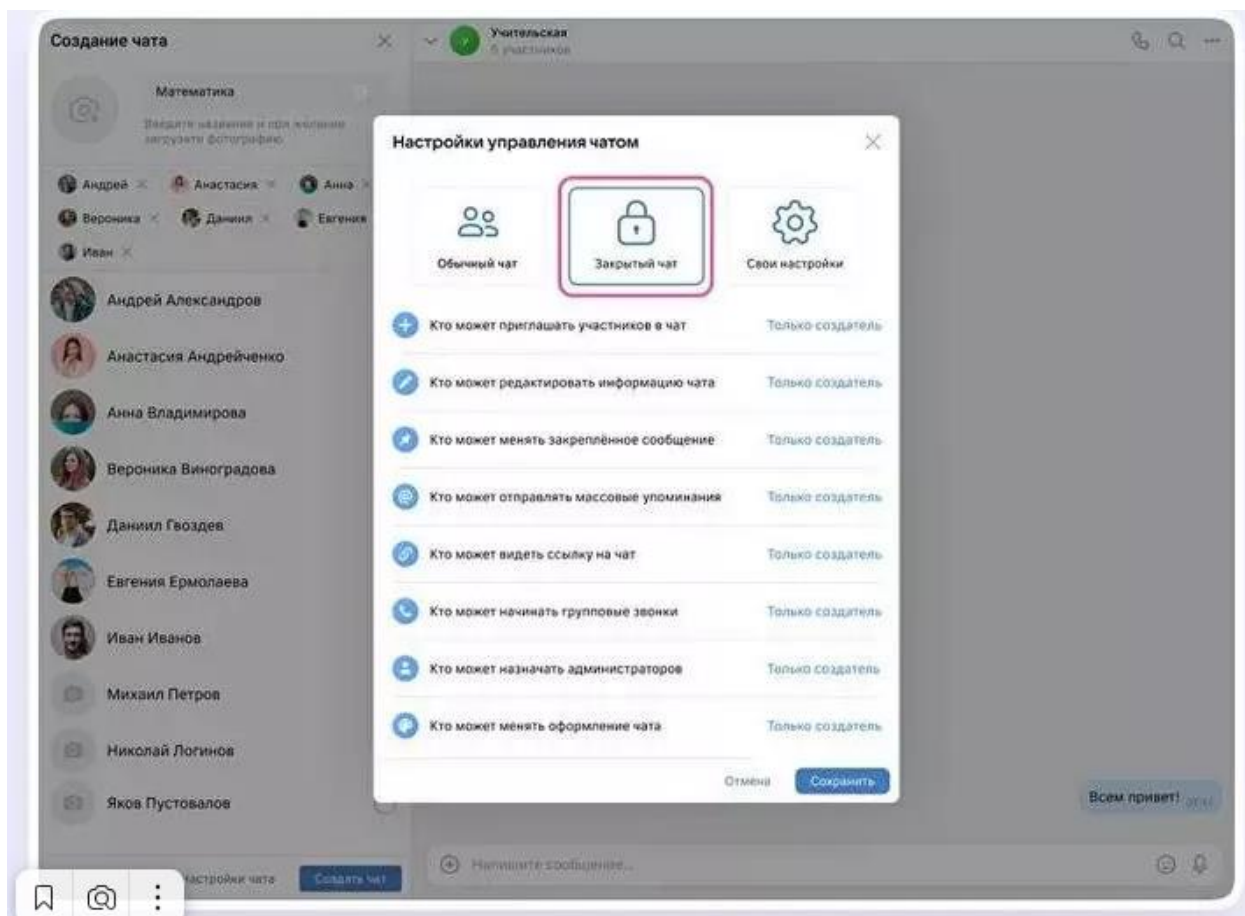 Создание чата
Учительская
6 участников
Математика
Введите название и при желании
загрузите фотографию
Андрей
Анастасия
Анна
Вероника
Даниил
Евгения
Иван
Андрей Александров
Анастасия Андрейченко
Анна Владимирова
Вероника Виноградова
Даниил Гвоздев
Евгения Ермолаева
Иван Иванов
Михаил Петров
Николай Логинов
Яков Пустовалов
настройки чата
Создать чат
Настройки управления чатом
Обычный чат
Закрытый чат
Свои настройки
Кто может приглашать участников в чат Только создатель
Кто может редактировать информацию чата Только создатель
Кто может менять закреплённое сообщение Только создатель
Кто может отправлять массовые упоминания Только создатель
Кто может видеть ссылку на чат Только создатель
Кто может начинать групповые звонки Только создатель
Кто может назначать администраторов Только создатель
Кто может менять оформление чата Только создатель
Отмена
Сохранить
Всем привет!
Напишите сообщение...